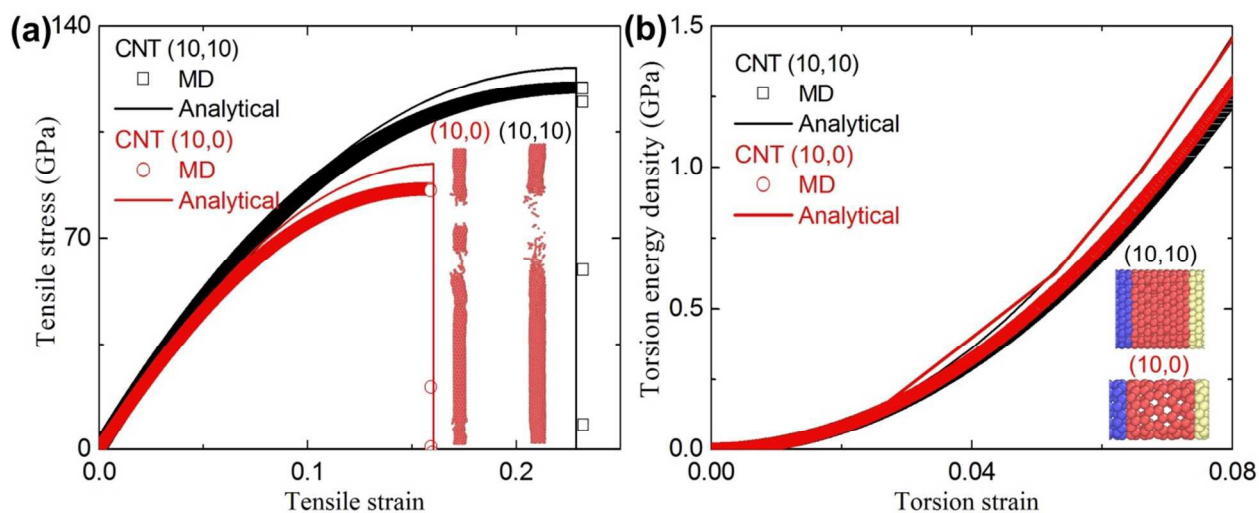 (a)
140
70
0
Tensile stress (GPa)
CNT (10,10)
MD
Analytical
CNT (10,0)
MD
Analytical
(10,0) (10,10)
0.0 0.1 0.2
Tensile strain
(b)
1.5
1.0
0.5
0.0
Torsion energy density (GPa)
CNT (10,10)
MD
Analytical
CNT (10,0)
MD
Analytical
(10,10)
(10,0)
0.00 0.04 0.08
Torsion strain